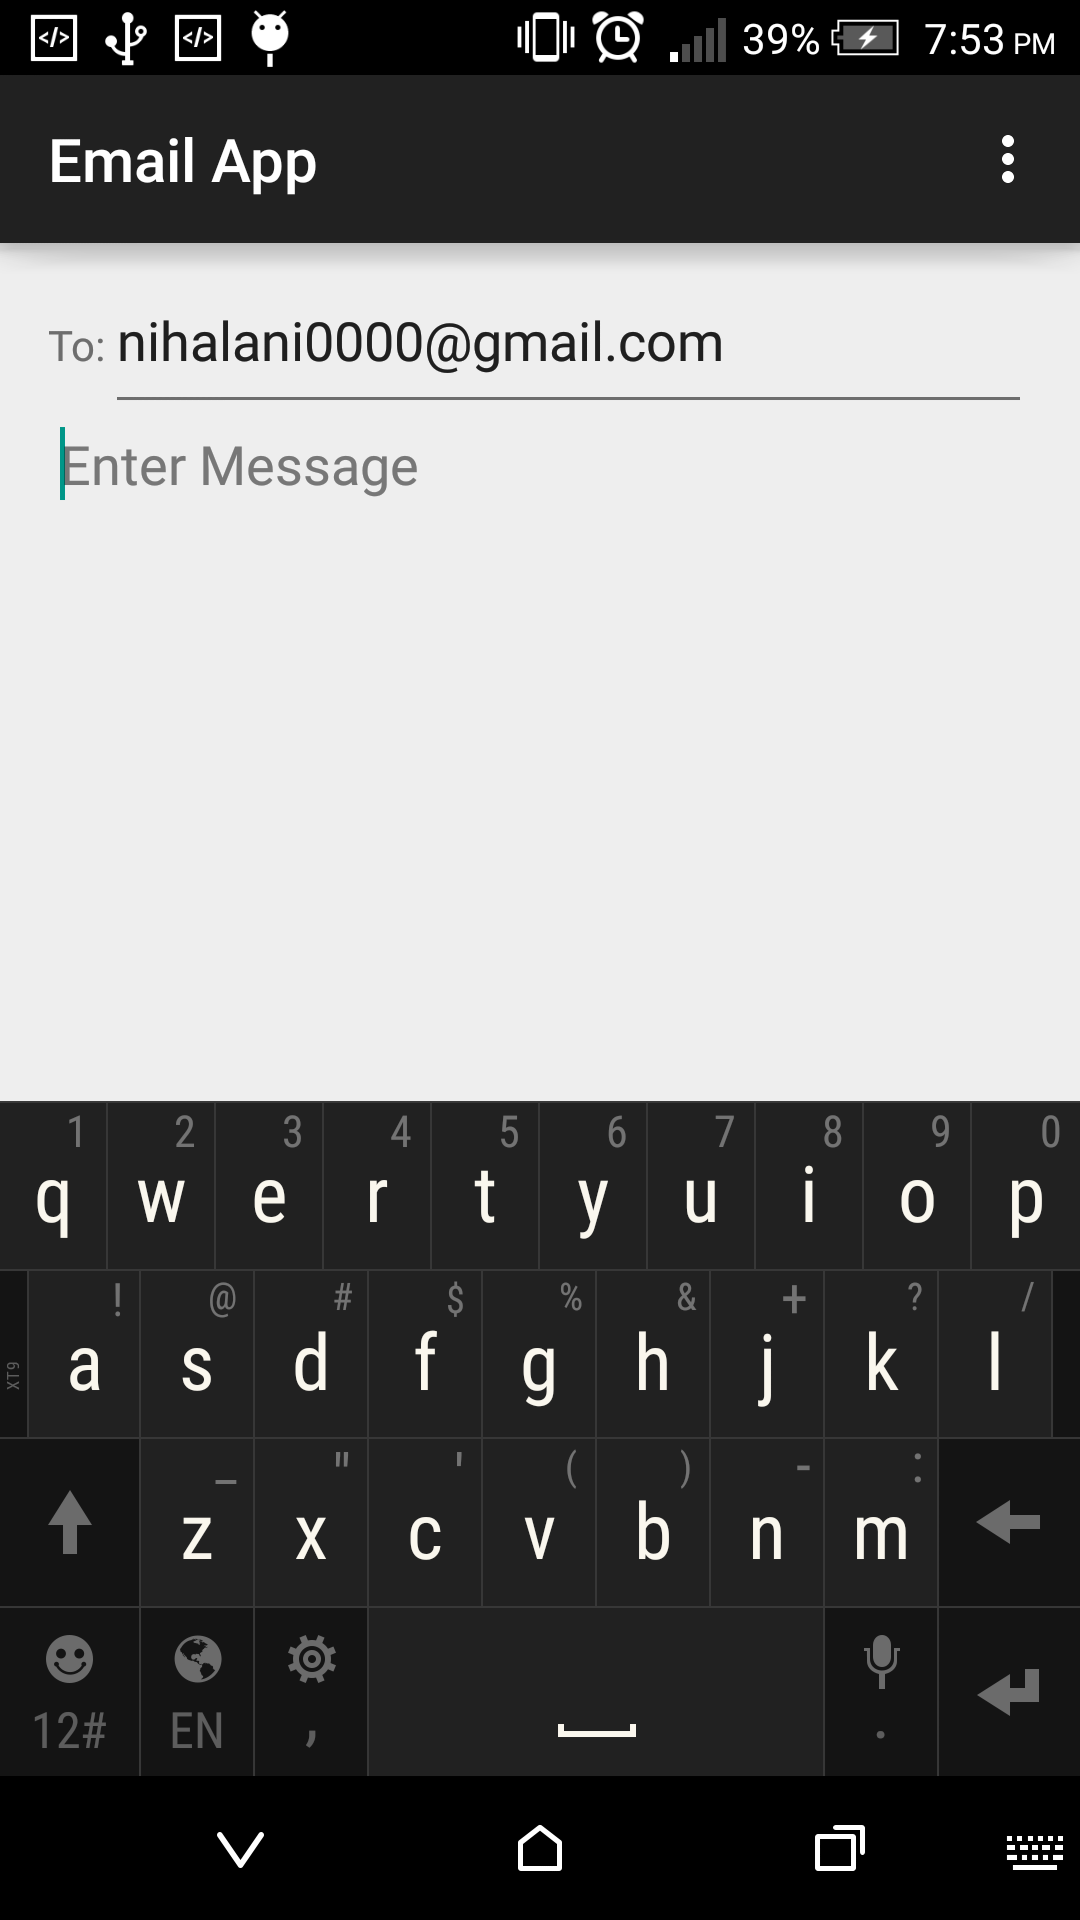 </> </> 39% 7:53 PM
Email App
To: nihalani0000@gmail.com
Enter Message
1 2 3 4 5 6 7 8 9 0
q w e r t y u i o p
! @ # $ % & + ? /
XT9 a s d f g h j k l
_ " ' ( ) - :
z x c v b n m
12# EN , .